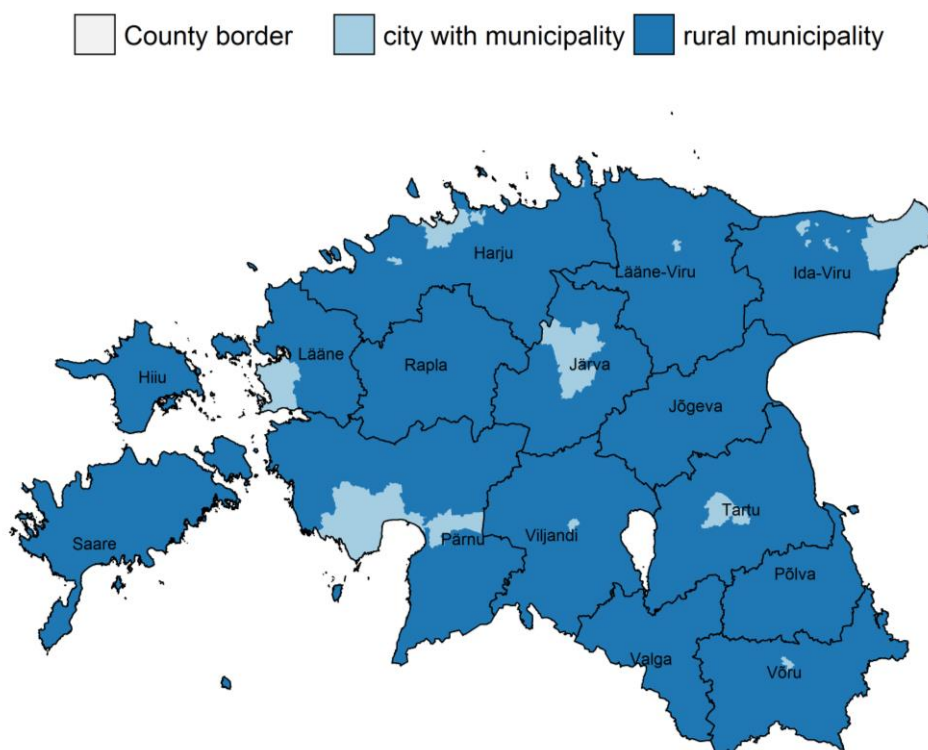 County border
city with municipality
rural municipality
Harju
Lääne-Viru
Ida-Viru
Lääne
Rapla
Järva
Hiiu
Jõgeva
Saare
Pärnu
Viljandi
Tartu
Põlva
Valga
Võru